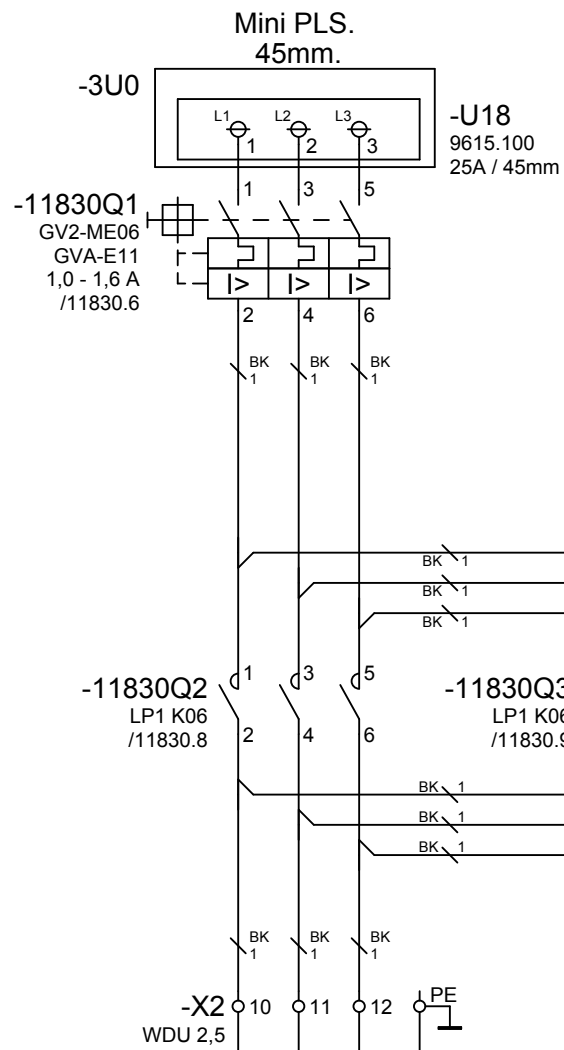 Mini PLS.
45mm.
-3U0
L1 L2 L3
1 2 3
-U18
9615.100
25A / 45mm
1 3 5
-11830Q1
GV2-ME06
GVA-E11
1,0 - 1,6 A
/11830.6
I> I> I>
2 4 6
BK BK BK
1 1 1
BK 1
BK 1
BK 1
1 3 5
-11830Q2
LP1 K06
/11830.8
2 4 6
-11830Q3
LP1 K06
/11830.9
BK 1
BK 1
BK 1
BK BK BK
1 1 1
-X2 10 11 12 PE
WDU 2,5